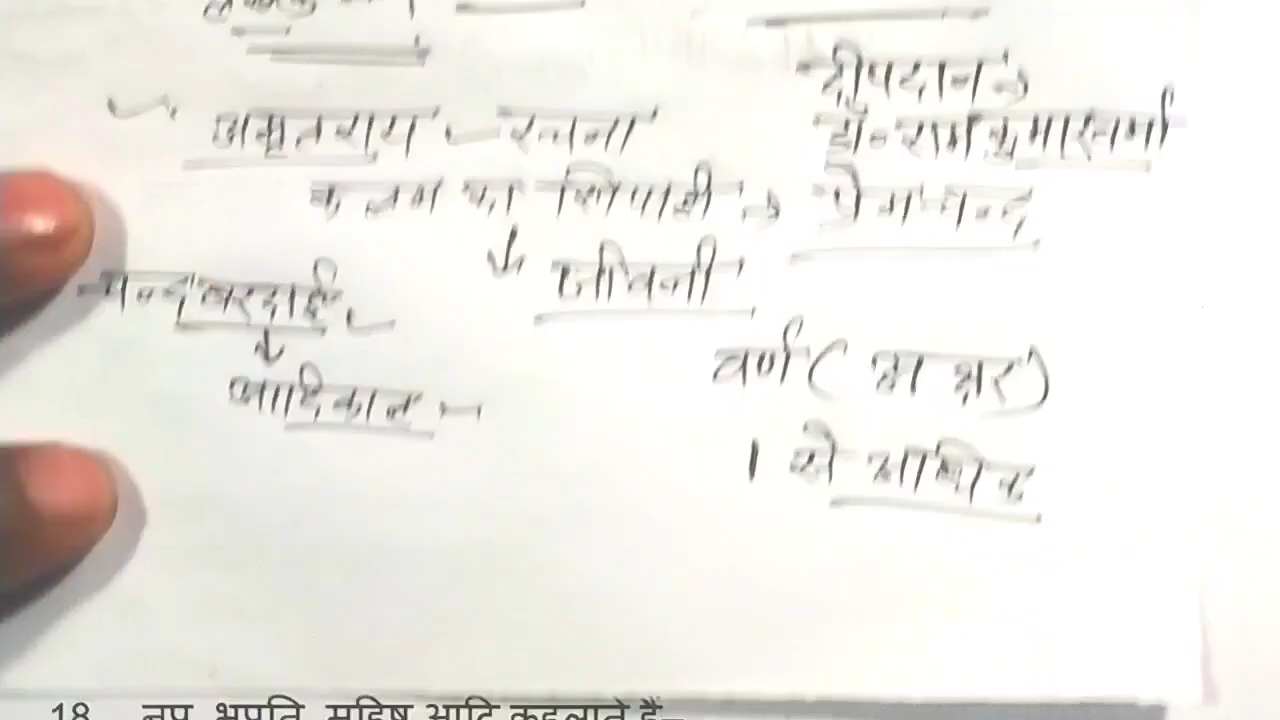 दीपदान →
अमृतराय - रचना
डॉ॰ रामकुमार वर्मा
कलम का सिपाही → प्रेमचन्द
↓ जीवनी
चन्दबरदाई
↓
आदिकाल -
वर्ण ( अक्षर )
1 से अधिक
18. नृप, भूपति, महिष आदि कहलाते हैं–